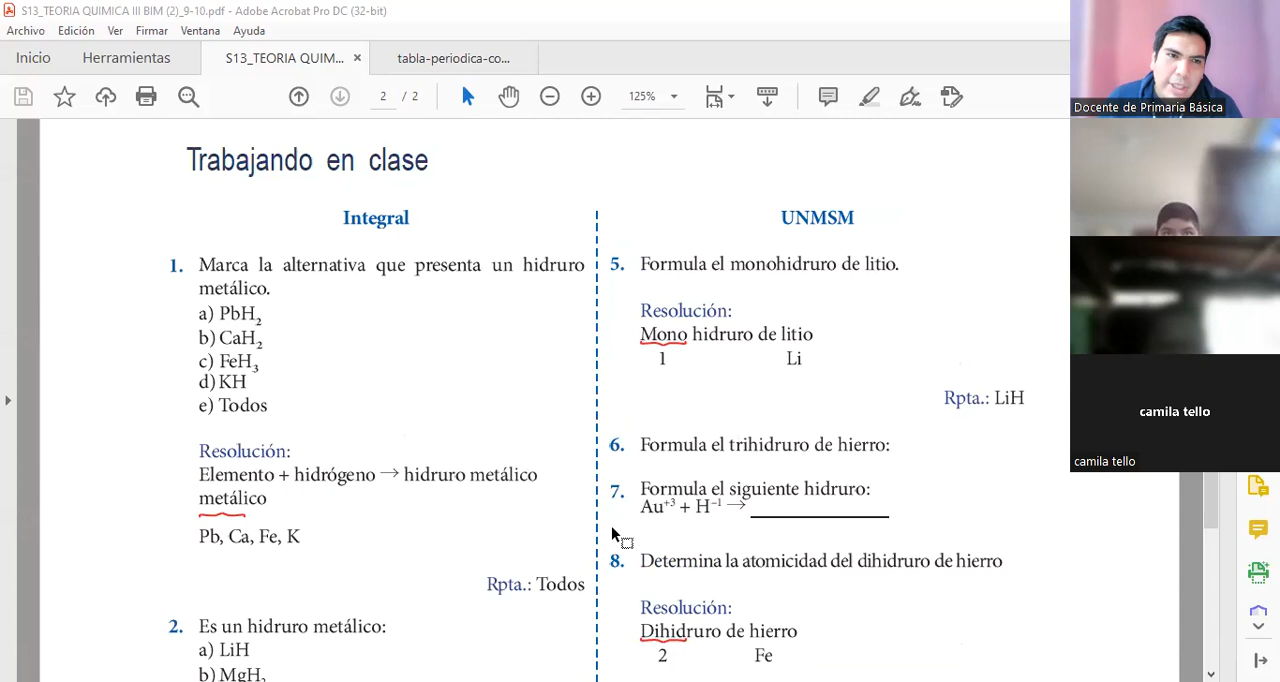 S13_TEORIA QUIMICA III BIM (2)_9-10.pdf - Adobe Acrobat Pro DC (32-bit)
Archivo Edición Ver Firmar Ventana Ayuda
Inicio Herramientas S13_TEORIA QUIM... × tabla-periodica-co...
2 / 2 125%
Trabajando en clase
Integral
1. Marca la alternativa que presenta un hidruro
metálico.
a) PbH₂
b) CaH₂
c) FeH₃
d) KH
e) Todos
Resolución:
Elemento + hidrógeno → hidruro metálico
metálico
Pb, Ca, Fe, K
Rpta.: Todos
2. Es un hidruro metálico:
a) LiH
b) MgH₂
UNMSM
5. Formula el monohidruro de litio.
Resolución:
Mono hidruro de litio
1 Li
Rpta.: LiH
6. Formula el trihidruro de hierro:
7. Formula el siguiente hidruro:
Au⁺³ + H⁻¹ →
8. Determina la atomicidad del dihidruro de hierro
Resolución:
Dihidruro de hierro
2 Fe
Docente de Primaria Básica
camila tello
camila tello